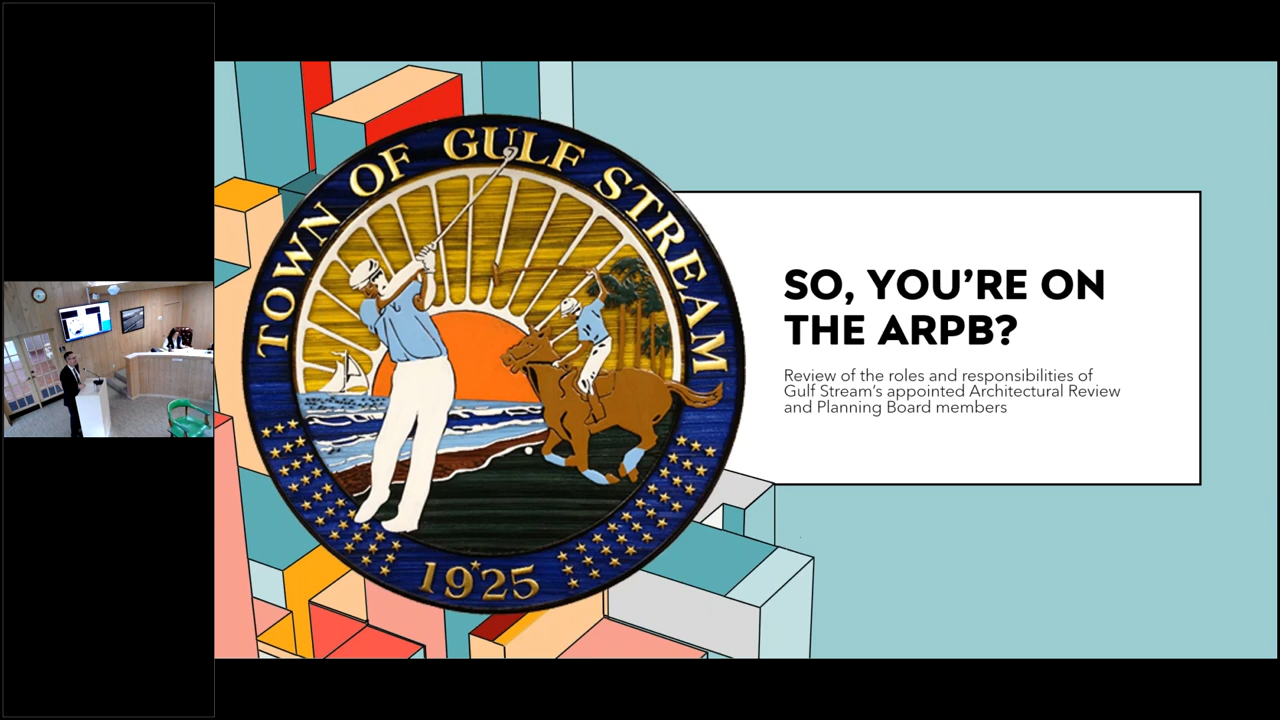 TOWN OF GULF STREAM
1925
SO, YOU'RE ON
THE ARPB?
Review of the roles and responsibilities of
Gulf Stream's appointed Architectural Review
and Planning Board members